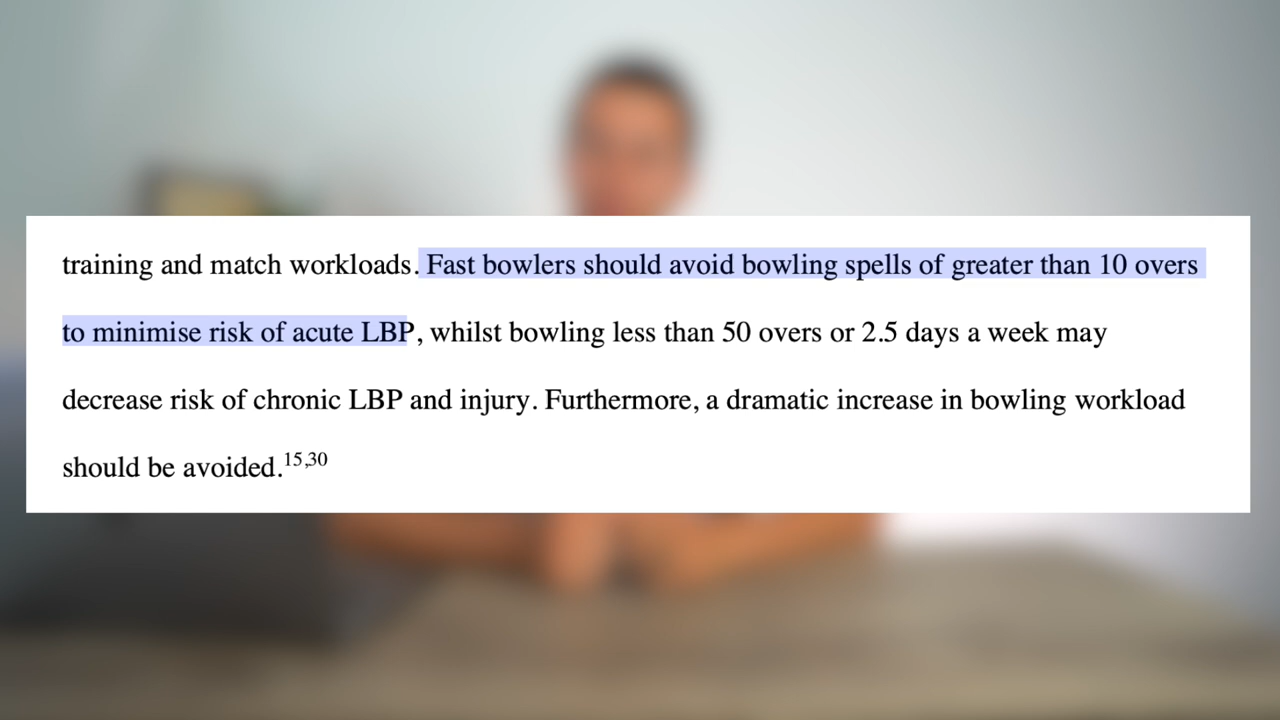 training and match workloads. Fast bowlers should avoid bowling spells of greater than 10 overs
to minimise risk of acute LBP, whilst bowling less than 50 overs or 2.5 days a week may
decrease risk of chronic LBP and injury. Furthermore, a dramatic increase in bowling workload
should be avoided.15,30